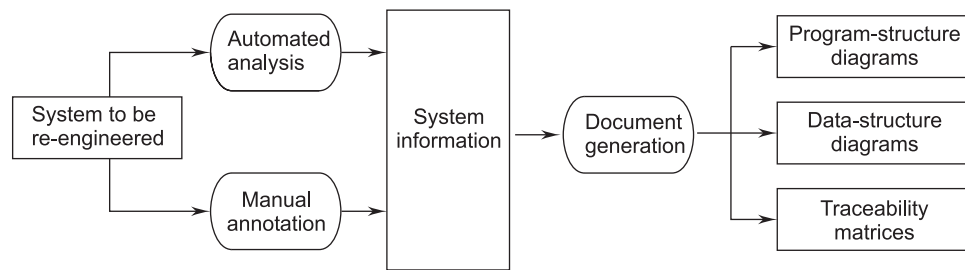 System to be
re-engineered
Automated
analysis
Manual
annotation
System
information
Document
generation
Program-structure
diagrams
Data-structure
diagrams
Traceability
matrices